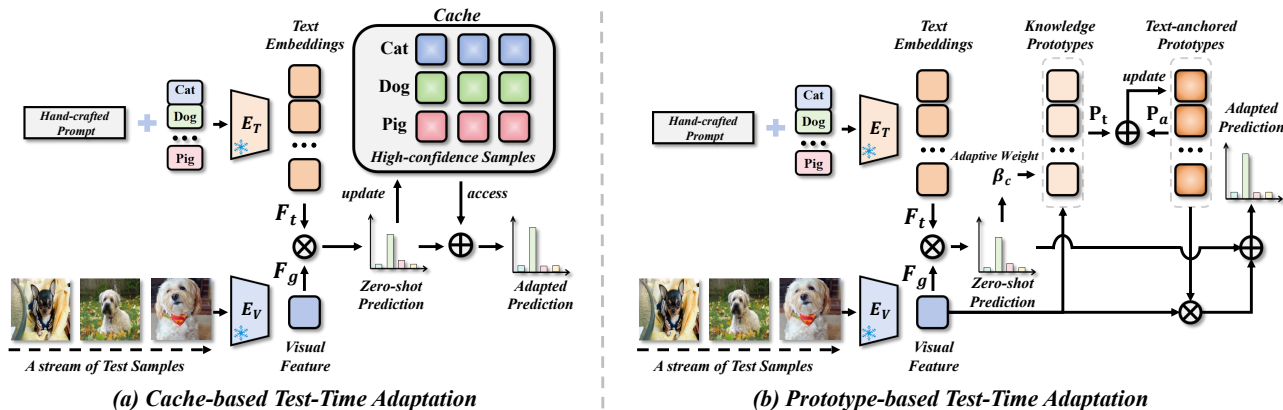 Text
Embeddings
Cache
Cat
Dog
Pig
High-confidence Samples
Hand-crafted
Prompt
Cat
Dog
Pig
E_T
F_t
update
access
F_g
E_V
Zero-shot
Prediction
Adapted
Prediction
Visual
Feature
A stream of Test Samples
(a) Cache-based Test-Time Adaptation
Text
Embeddings
Knowledge
Prototypes
Text-anchored
Prototypes
update
P_t
P_a
Adapted
Prediction
Hand-crafted
Prompt
Cat
Dog
Pig
E_T
Adaptive Weight
β_c
F_t
F_g
E_V
Zero-shot
Prediction
Visual
Feature
A stream of Test Samples
(b) Prototype-based Test-Time Adaptation